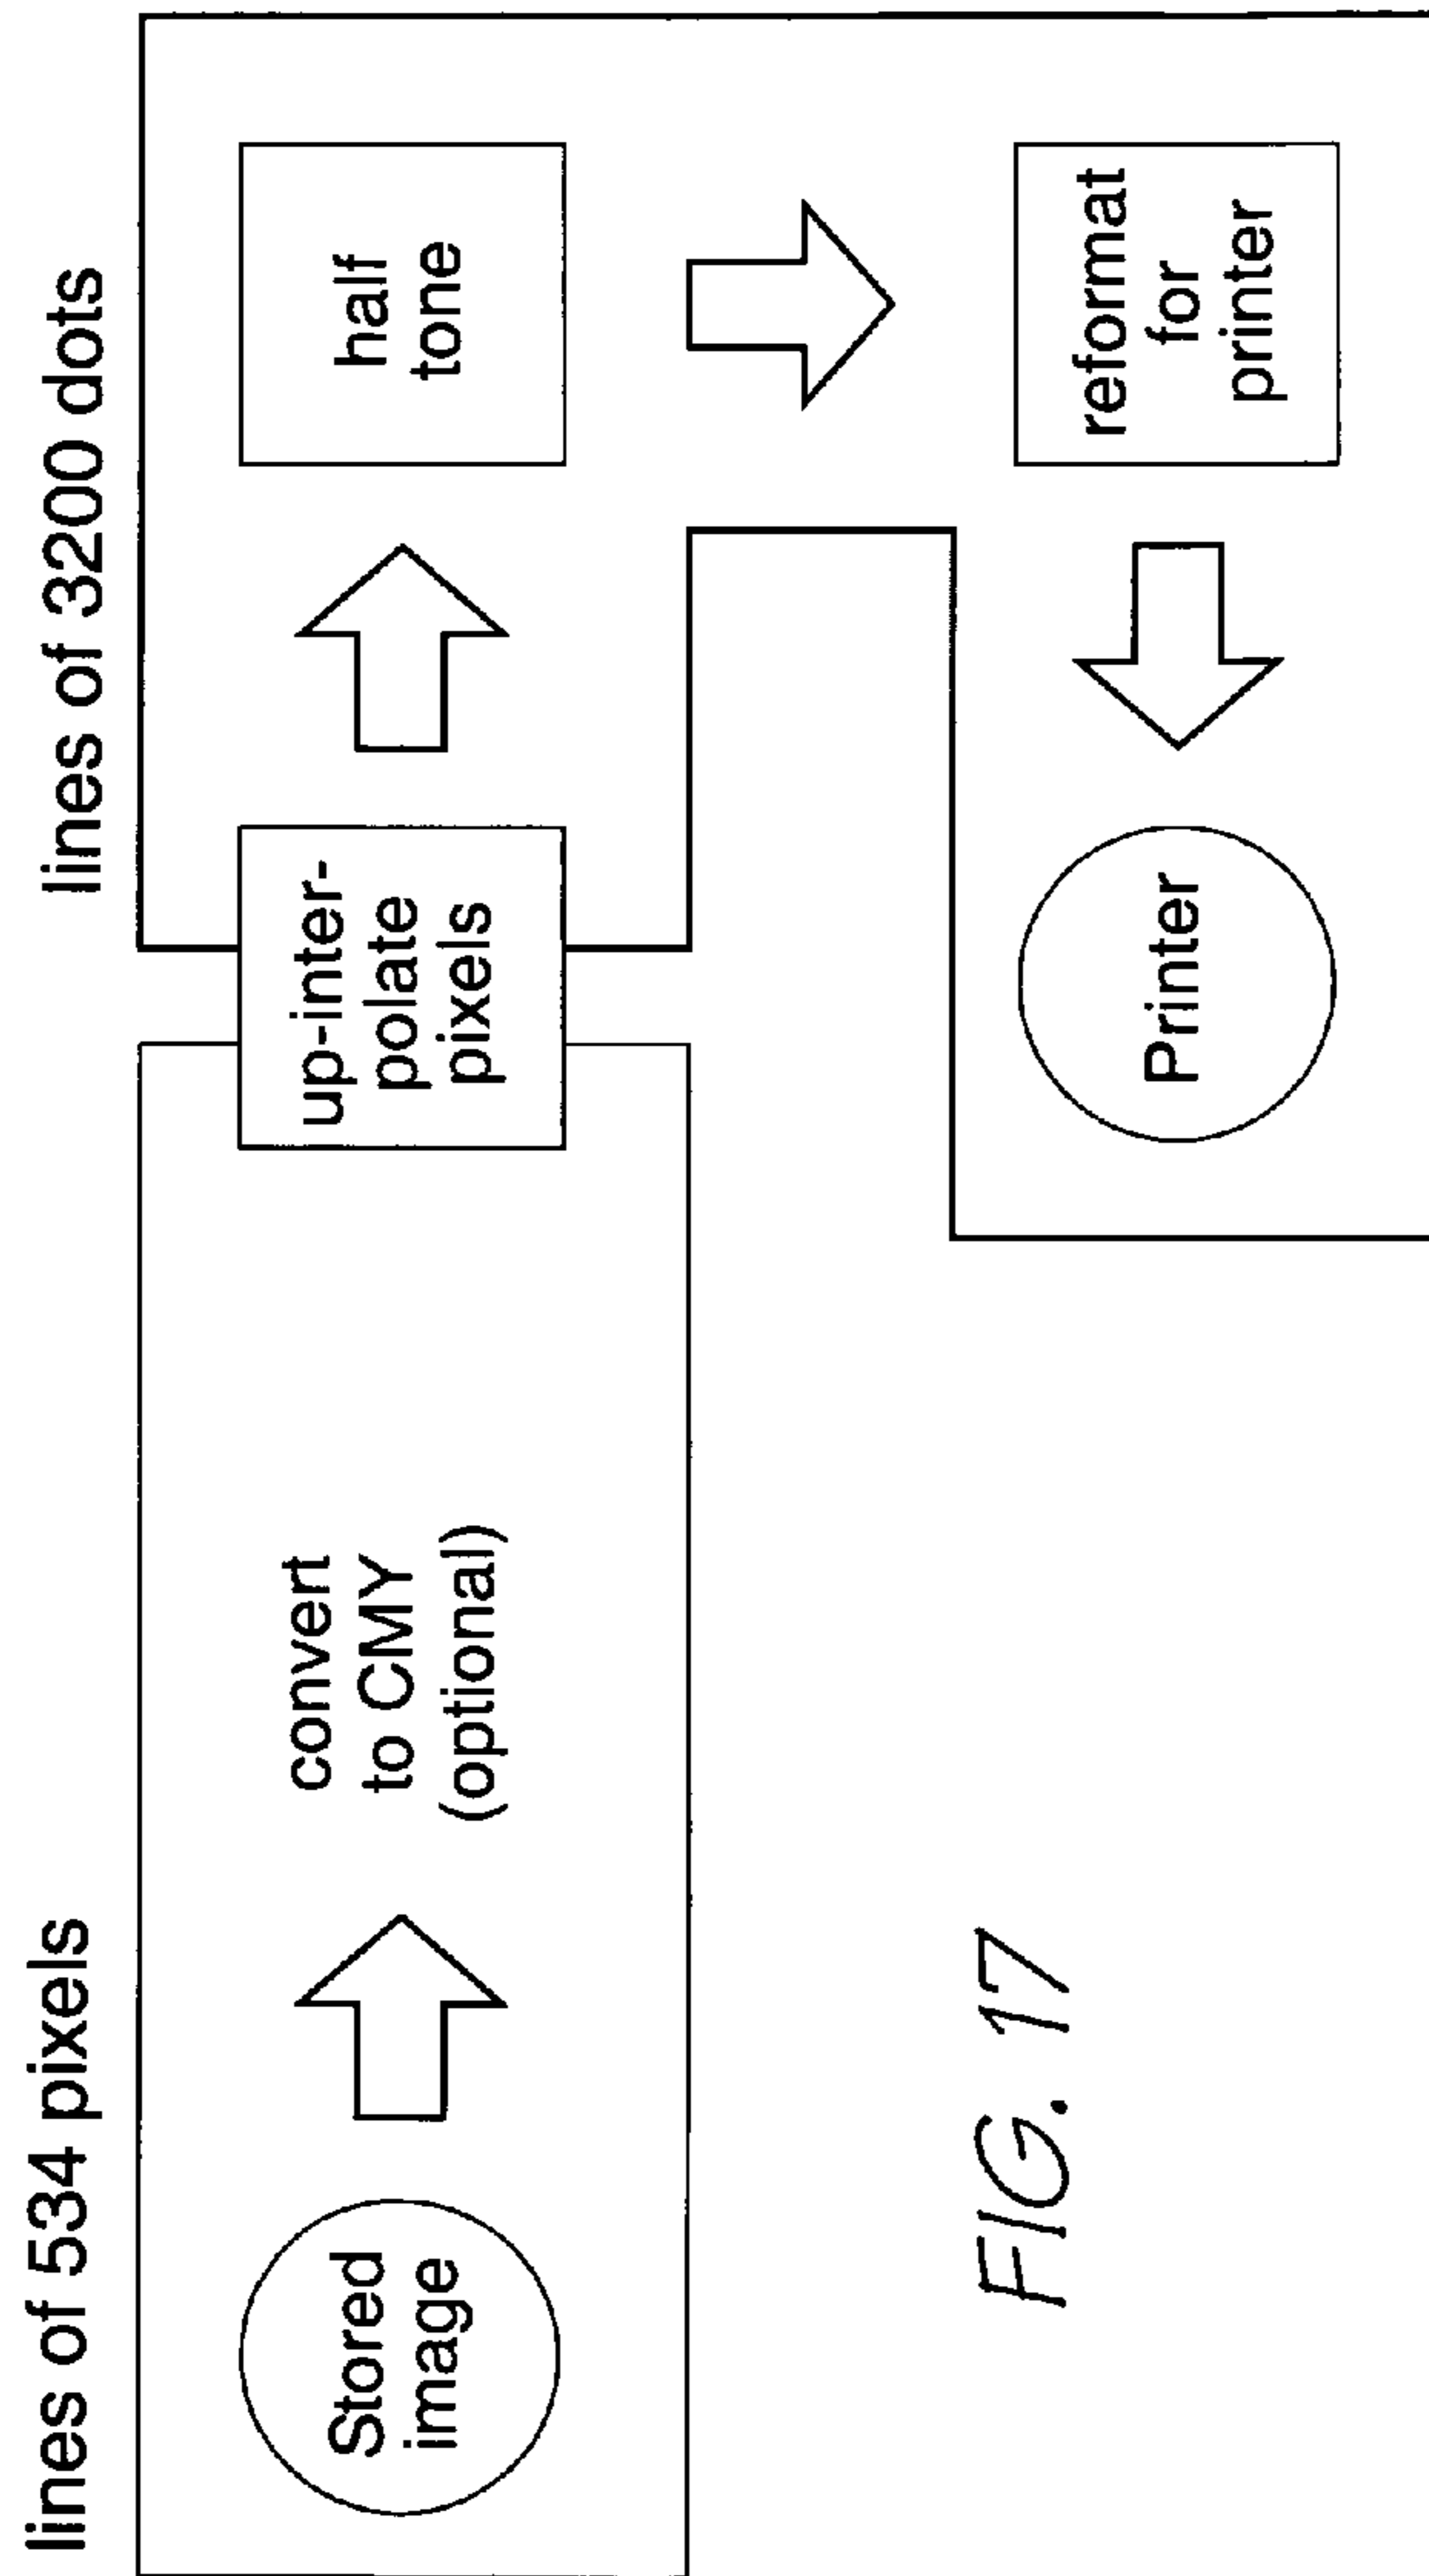 lines of 534 pixels
lines of 3200 dots
Stored
image
convert
to CMY
(optional)
up-inter-
polate
pixels
half
tone
reformat
for
printer
Printer
FIG. 17